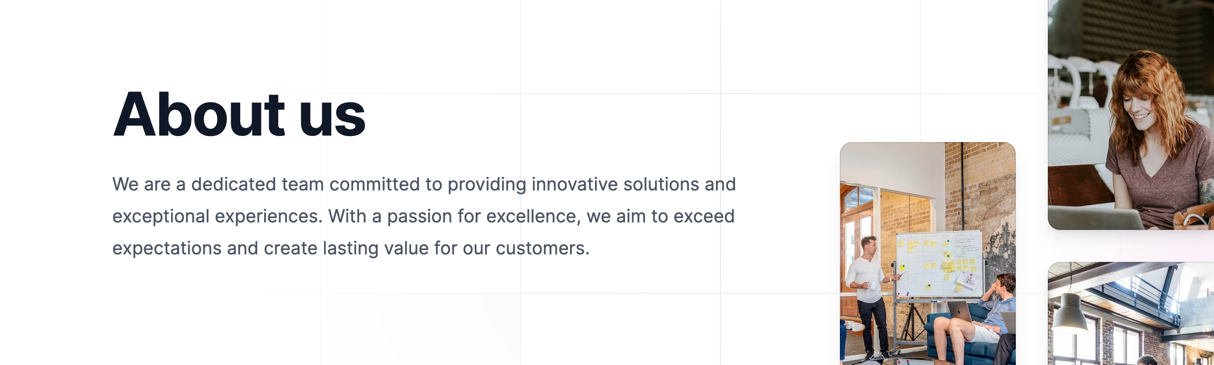 About us
We are a dedicated team committed to providing innovative solutions and
exceptional experiences. With a passion for excellence, we aim to exceed
expectations and create lasting value for our customers.